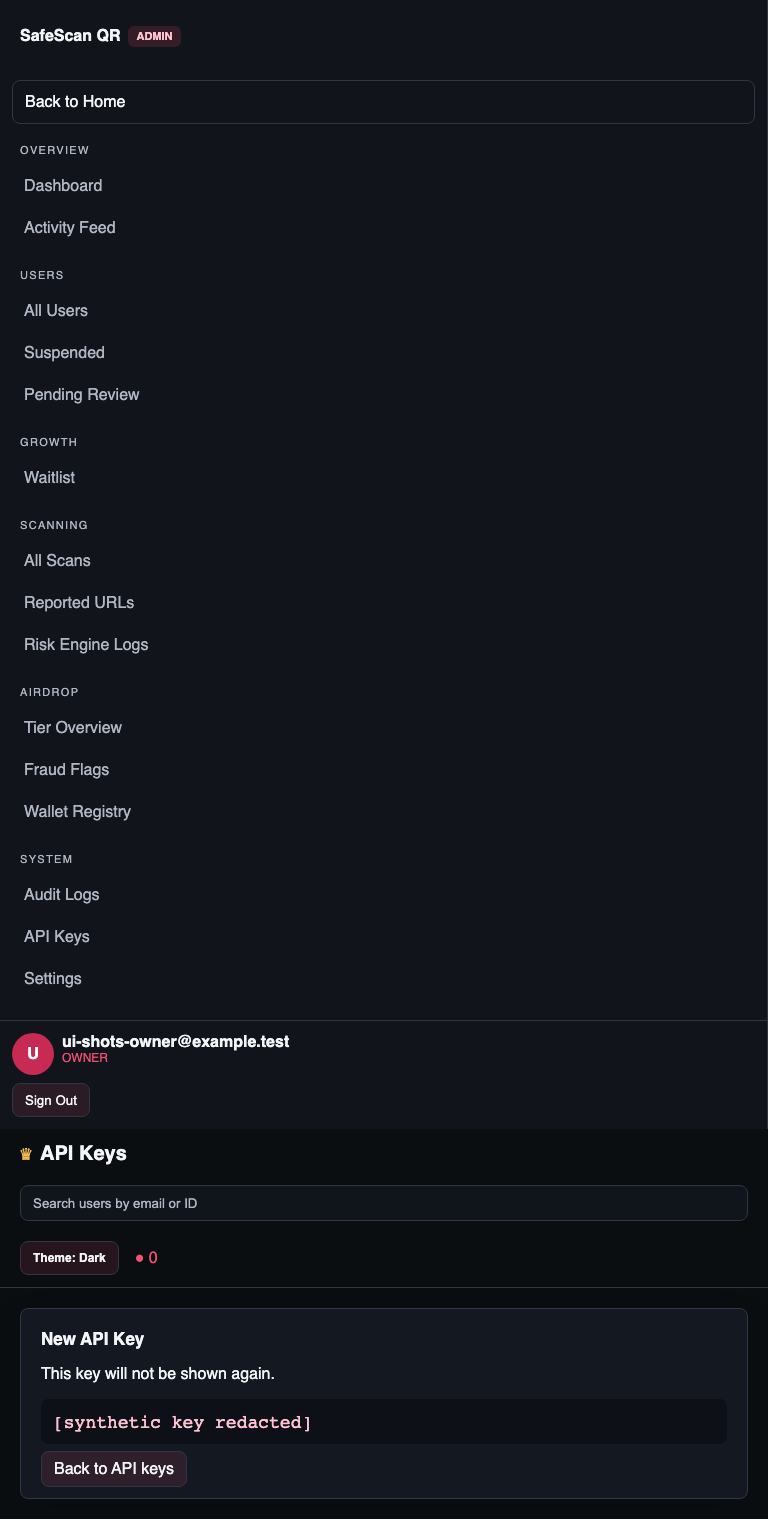 SafeScan QR ADMIN
Back to Home
OVERVIEW
Dashboard
Activity Feed
USERS
All Users
Suspended
Pending Review
GROWTH
Waitlist
SCANNING
All Scans
Reported URLs
Risk Engine Logs
AIRDROP
Tier Overview
Fraud Flags
Wallet Registry
SYSTEM
Audit Logs
API Keys
Settings
U
ui-shots-owner@example.test
OWNER
Sign Out
♛ API Keys
Search users by email or ID
Theme: Dark ● 0
New API Key
This key will not be shown again.
[synthetic key redacted]
Back to API keys